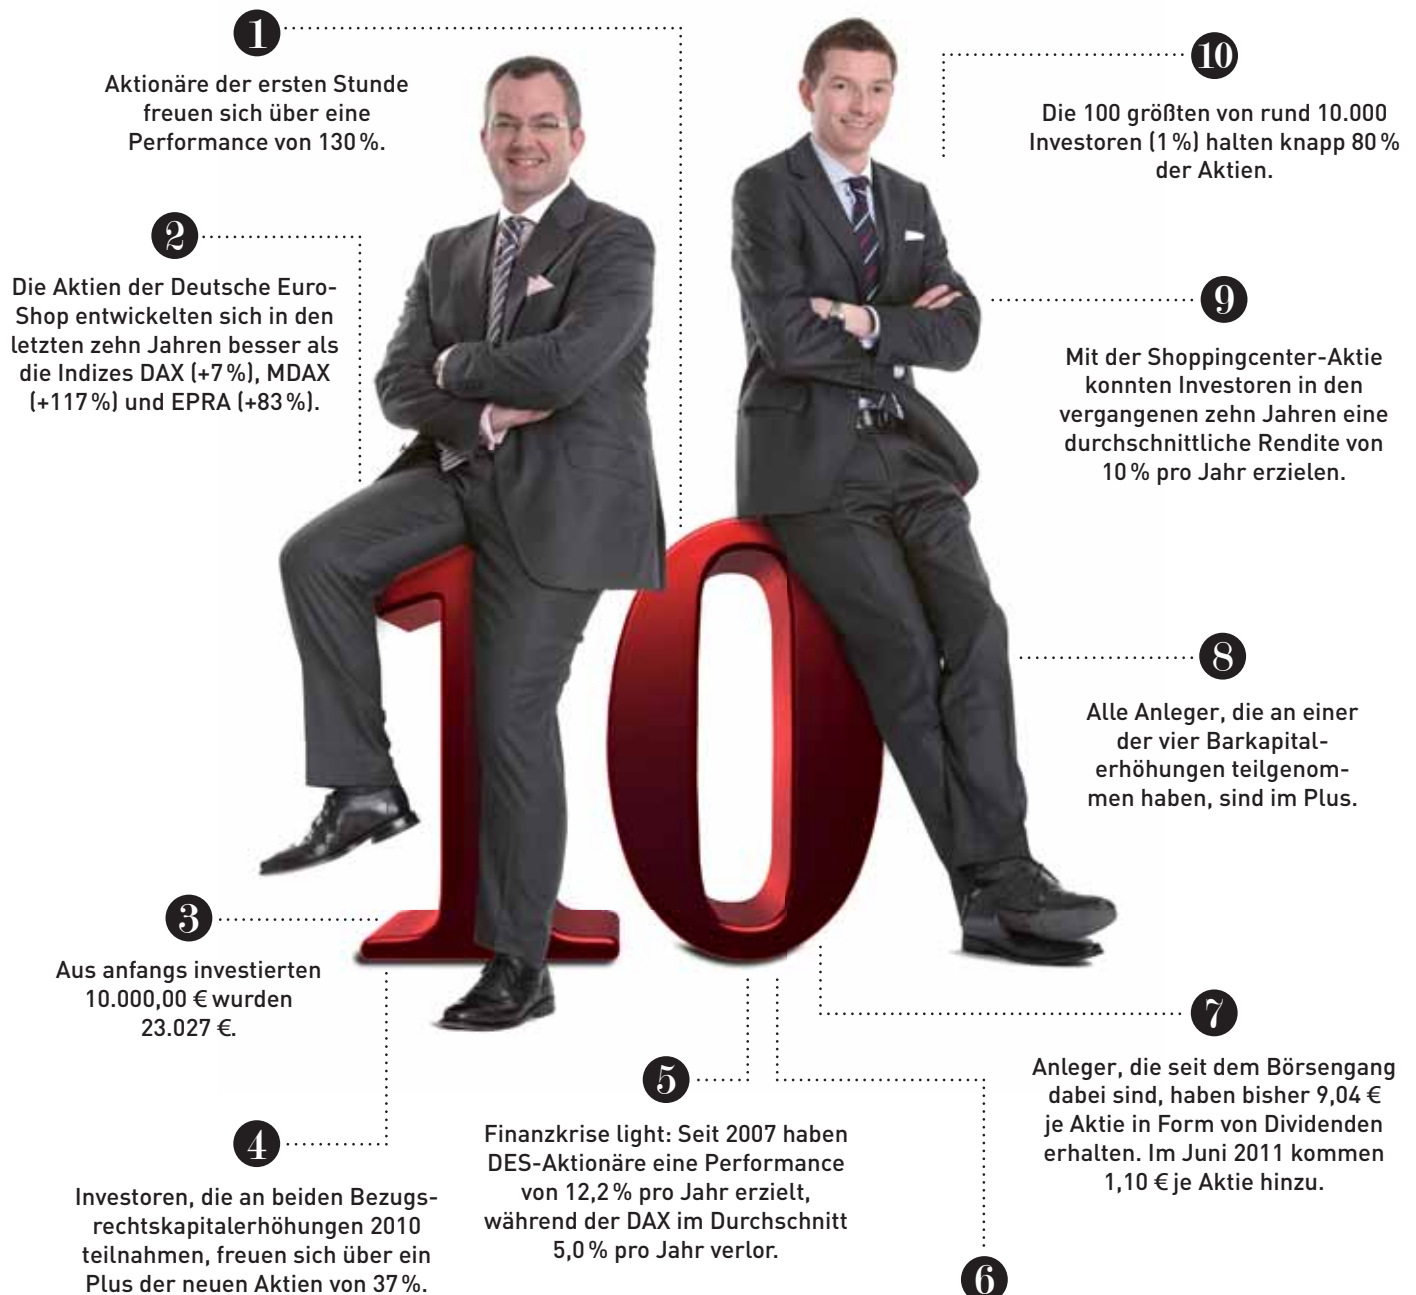 1
Aktionäre der ersten Stunde
freuen sich über eine
Performance von 130 %.
2
Die Aktien der Deutsche Euro-
Shop entwickelten sich in den
letzten zehn Jahren besser als
die Indizes DAX (+7 %), MDAX
(+117 %) und EPRA (+83 %).
3
Aus anfangs investierten
10.000,00 € wurden
23.027 €.
4
Investoren, die an beiden Bezugs-
rechtskapitalerhöhungen 2010
teilnahmen, freuen sich über ein
Plus der neuen Aktien von 37 %.
5
Finanzkrise light: Seit 2007 haben
DES-Aktionäre eine Performance
von 12,2 % pro Jahr erzielt,
während der DAX im Durchschnitt
5,0 % pro Jahr verlor.
6
7
Anleger, die seit dem Börsengang
dabei sind, haben bisher 9,04 €
je Aktie in Form von Dividenden
erhalten. Im Juni 2011 kommen
1,10 € je Aktie hinzu.
8
Alle Anleger, die an einer
der vier Barkapital-
erhöhungen teilgenom-
men haben, sind im Plus.
9
Mit der Shoppingcenter-Aktie
konnten Investoren in den
vergangenen zehn Jahren eine
durchschnittliche Rendite von
10 % pro Jahr erzielen.
10
Die 100 größten von rund 10.000
Investoren (1 %) halten knapp 80 %
der Aktien.
10